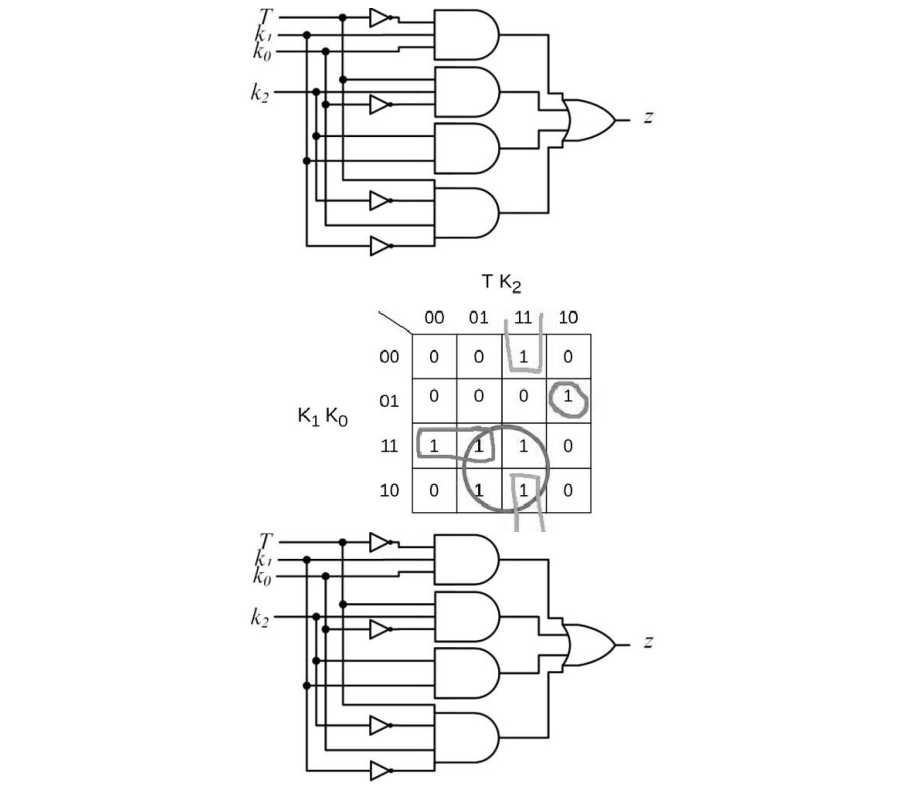 T
k₁
k₀
k₂
z
T K₂
00 01 11 10
00 0 0 1 0
01 0 0 0 1
K₁ K₀
11 1 1 1 0
10 0 1 1 0
T
k₁
k₀
k₂
z